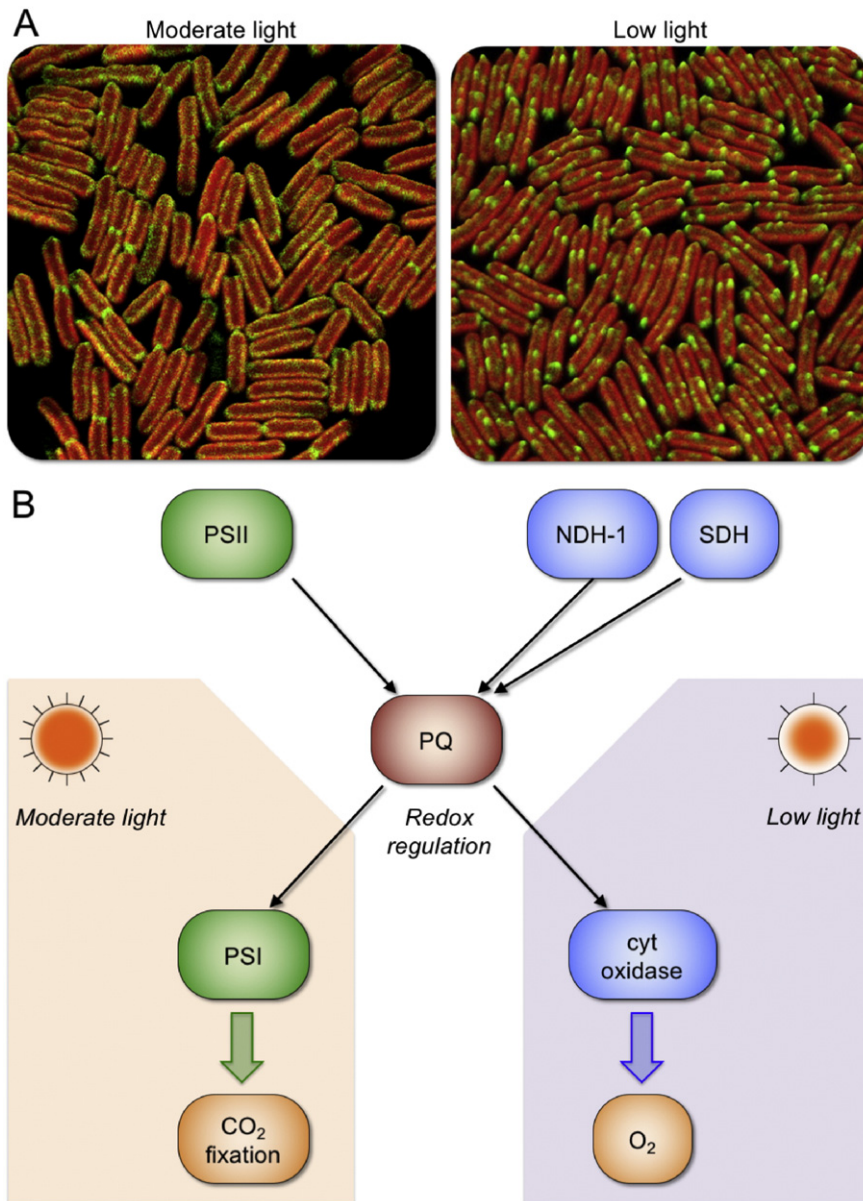 A
Moderate light
Low light
B
PSII
NDH-1
SDH
PQ
Moderate light
Redox
regulation
Low light
PSI
cyt
oxidase
CO₂
fixation
O₂